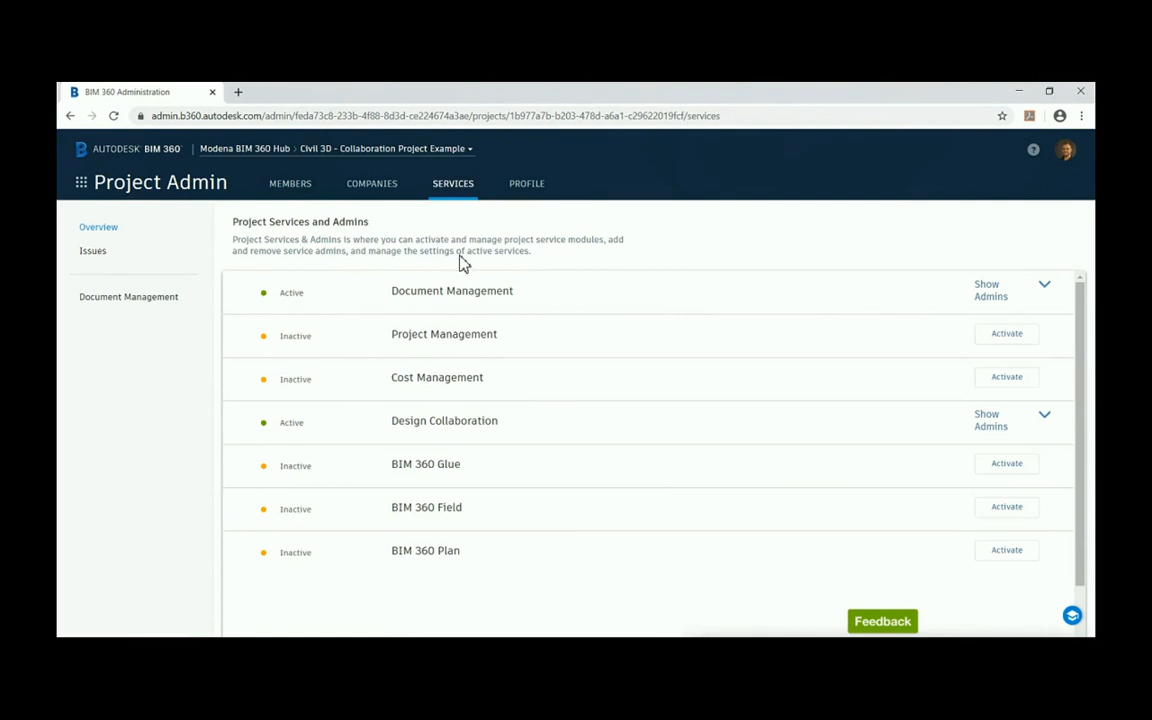 BIM 360 Administration
admin.b360.autodesk.com/admin/feda73c8-233b-4f88-8d3d-ce224674a3ae/projects/1b977a7b-b203-478d-a6a1-c29622019fcf/services
AUTODESK® BIM 360™ Modena BIM 360 Hub > Civil 3D - Collaboration Project Example
Project Admin MEMBERS COMPANIES SERVICES PROFILE
Overview
Issues
Document Management
Project Services and Admins
Project Services & Admins is where you can activate and manage project service modules, add
and remove service admins, and manage the settings of active services.
Active Document Management Show Admins
Inactive Project Management Activate
Inactive Cost Management Activate
Active Design Collaboration Show Admins
Inactive BIM 360 Glue Activate
Inactive BIM 360 Field Activate
Inactive BIM 360 Plan Activate
Feedback